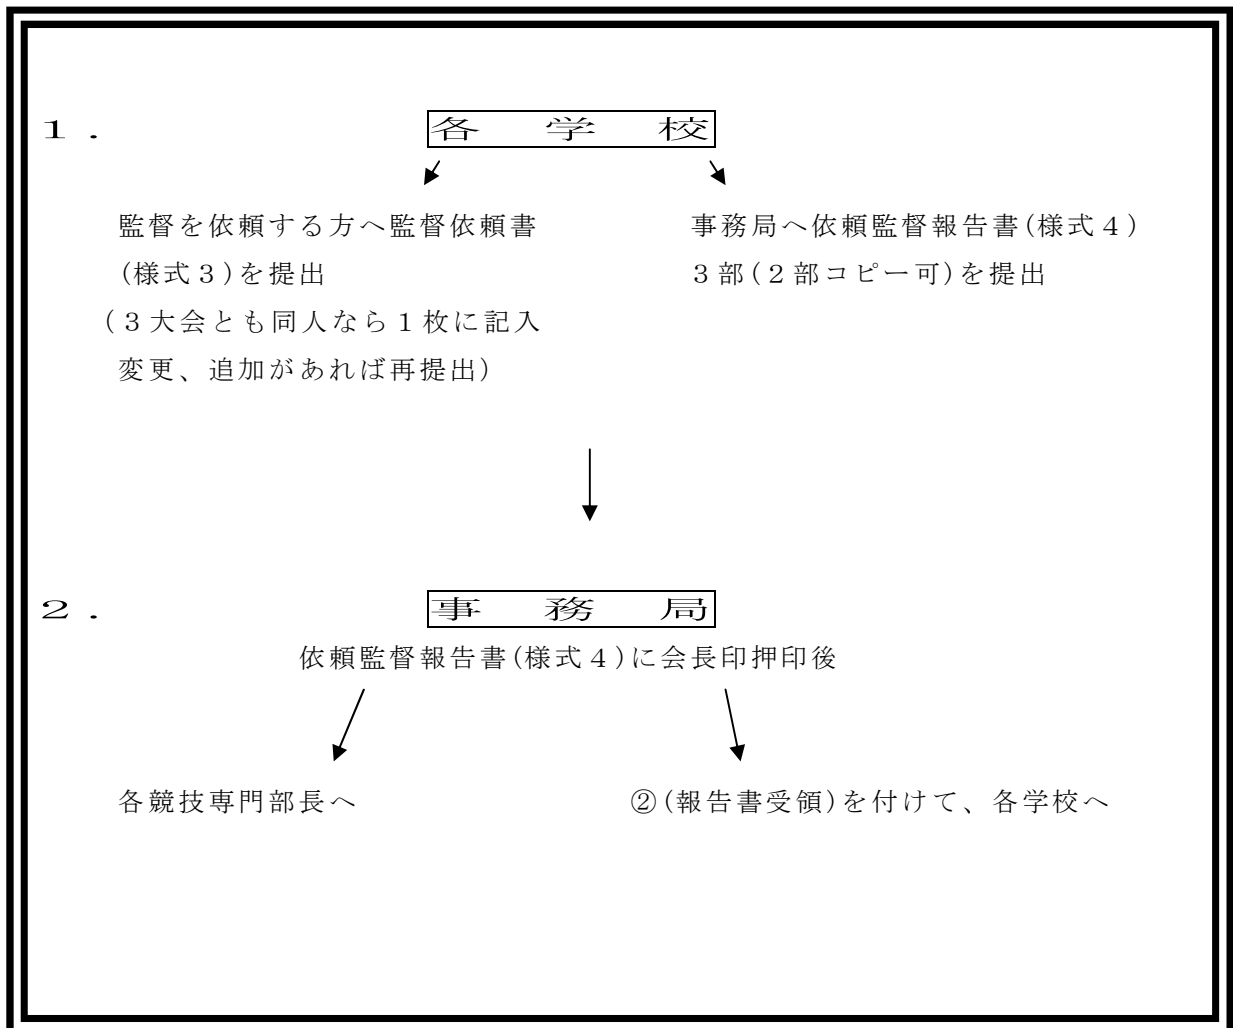 １．
各　学　校
監督を依頼する方へ監督依頼書
(様式３)を提出
(３大会とも同人なら１枚に記入
変更、追加があれば再提出)
事務局へ依頼監督報告書(様式４)
３部(２部コピー可)を提出
２．
事　務　局
依頼監督報告書(様式４)に会長印押印後
各競技専門部長へ
②(報告書受領)を付けて、各学校へ